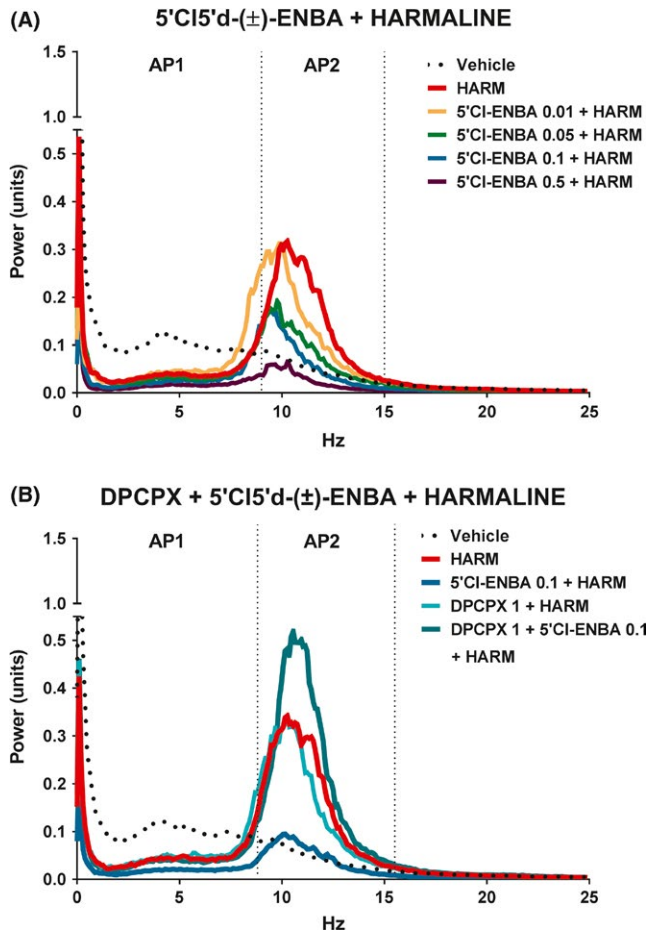 (A)
5'Cl5'd-(±)-ENBA + HARMALINE
AP1
AP2
Vehicle
HARM
5'Cl-ENBA 0.01 + HARM
5'Cl-ENBA 0.05 + HARM
5'Cl-ENBA 0.1 + HARM
5'Cl-ENBA 0.5 + HARM
Power (units)
1.5
1.0
0.5
0.4
0.3
0.2
0.1
0.0
0 5 10 15 20 25
Hz
(B)
DPCPX + 5'Cl5'd-(±)-ENBA + HARMALINE
AP1
AP2
Vehicle
HARM
5'Cl-ENBA 0.1 + HARM
DPCPX 1 + HARM
DPCPX 1 + 5'Cl-ENBA 0.1
+ HARM
Power (units)
1.5
1.0
0.5
0.4
0.3
0.2
0.1
0.0
0 5 10 15 20 25
Hz